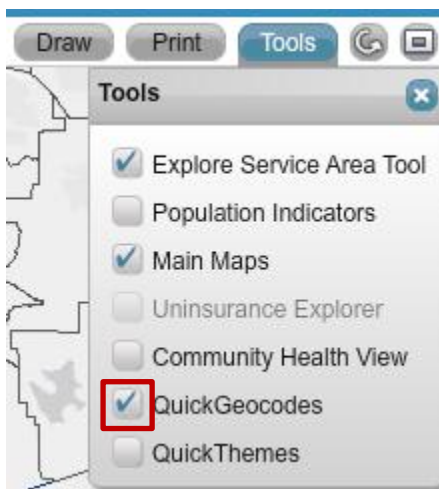 Draw Print Tools
Tools
Explore Service Area Tool
Population Indicators
Main Maps
Uninsurance Explorer
Community Health View
QuickGeocodes
QuickThemes